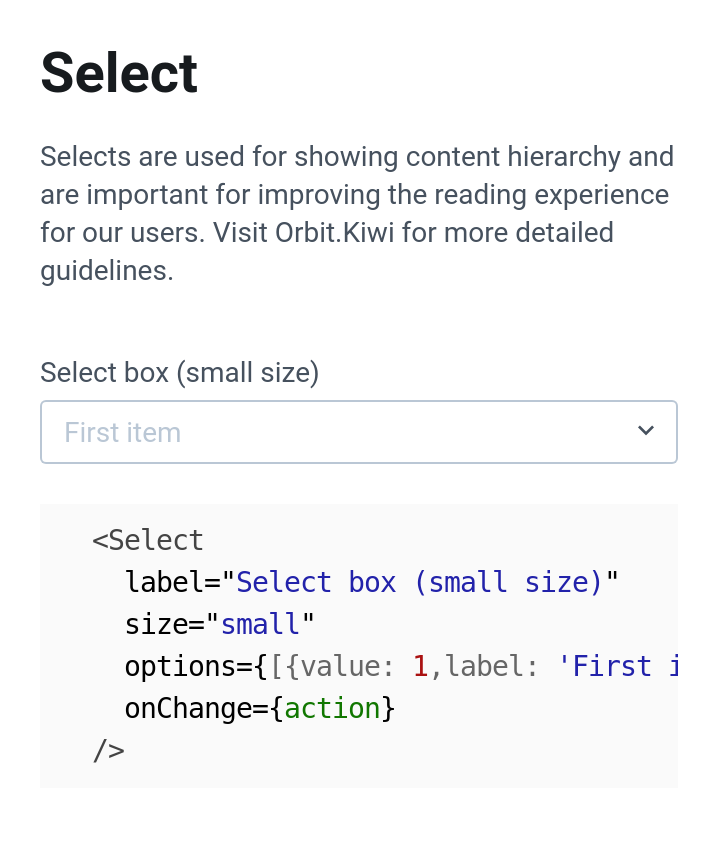 Select
Selects are used for showing content hierarchy and
are important for improving the reading experience
for our users. Visit Orbit.Kiwi for more detailed
guidelines.
Select box (small size)
First item
<Select
label="Select box (small size)"
size="small"
options={[{value: 1,label: 'First i
onChange={action}
/>